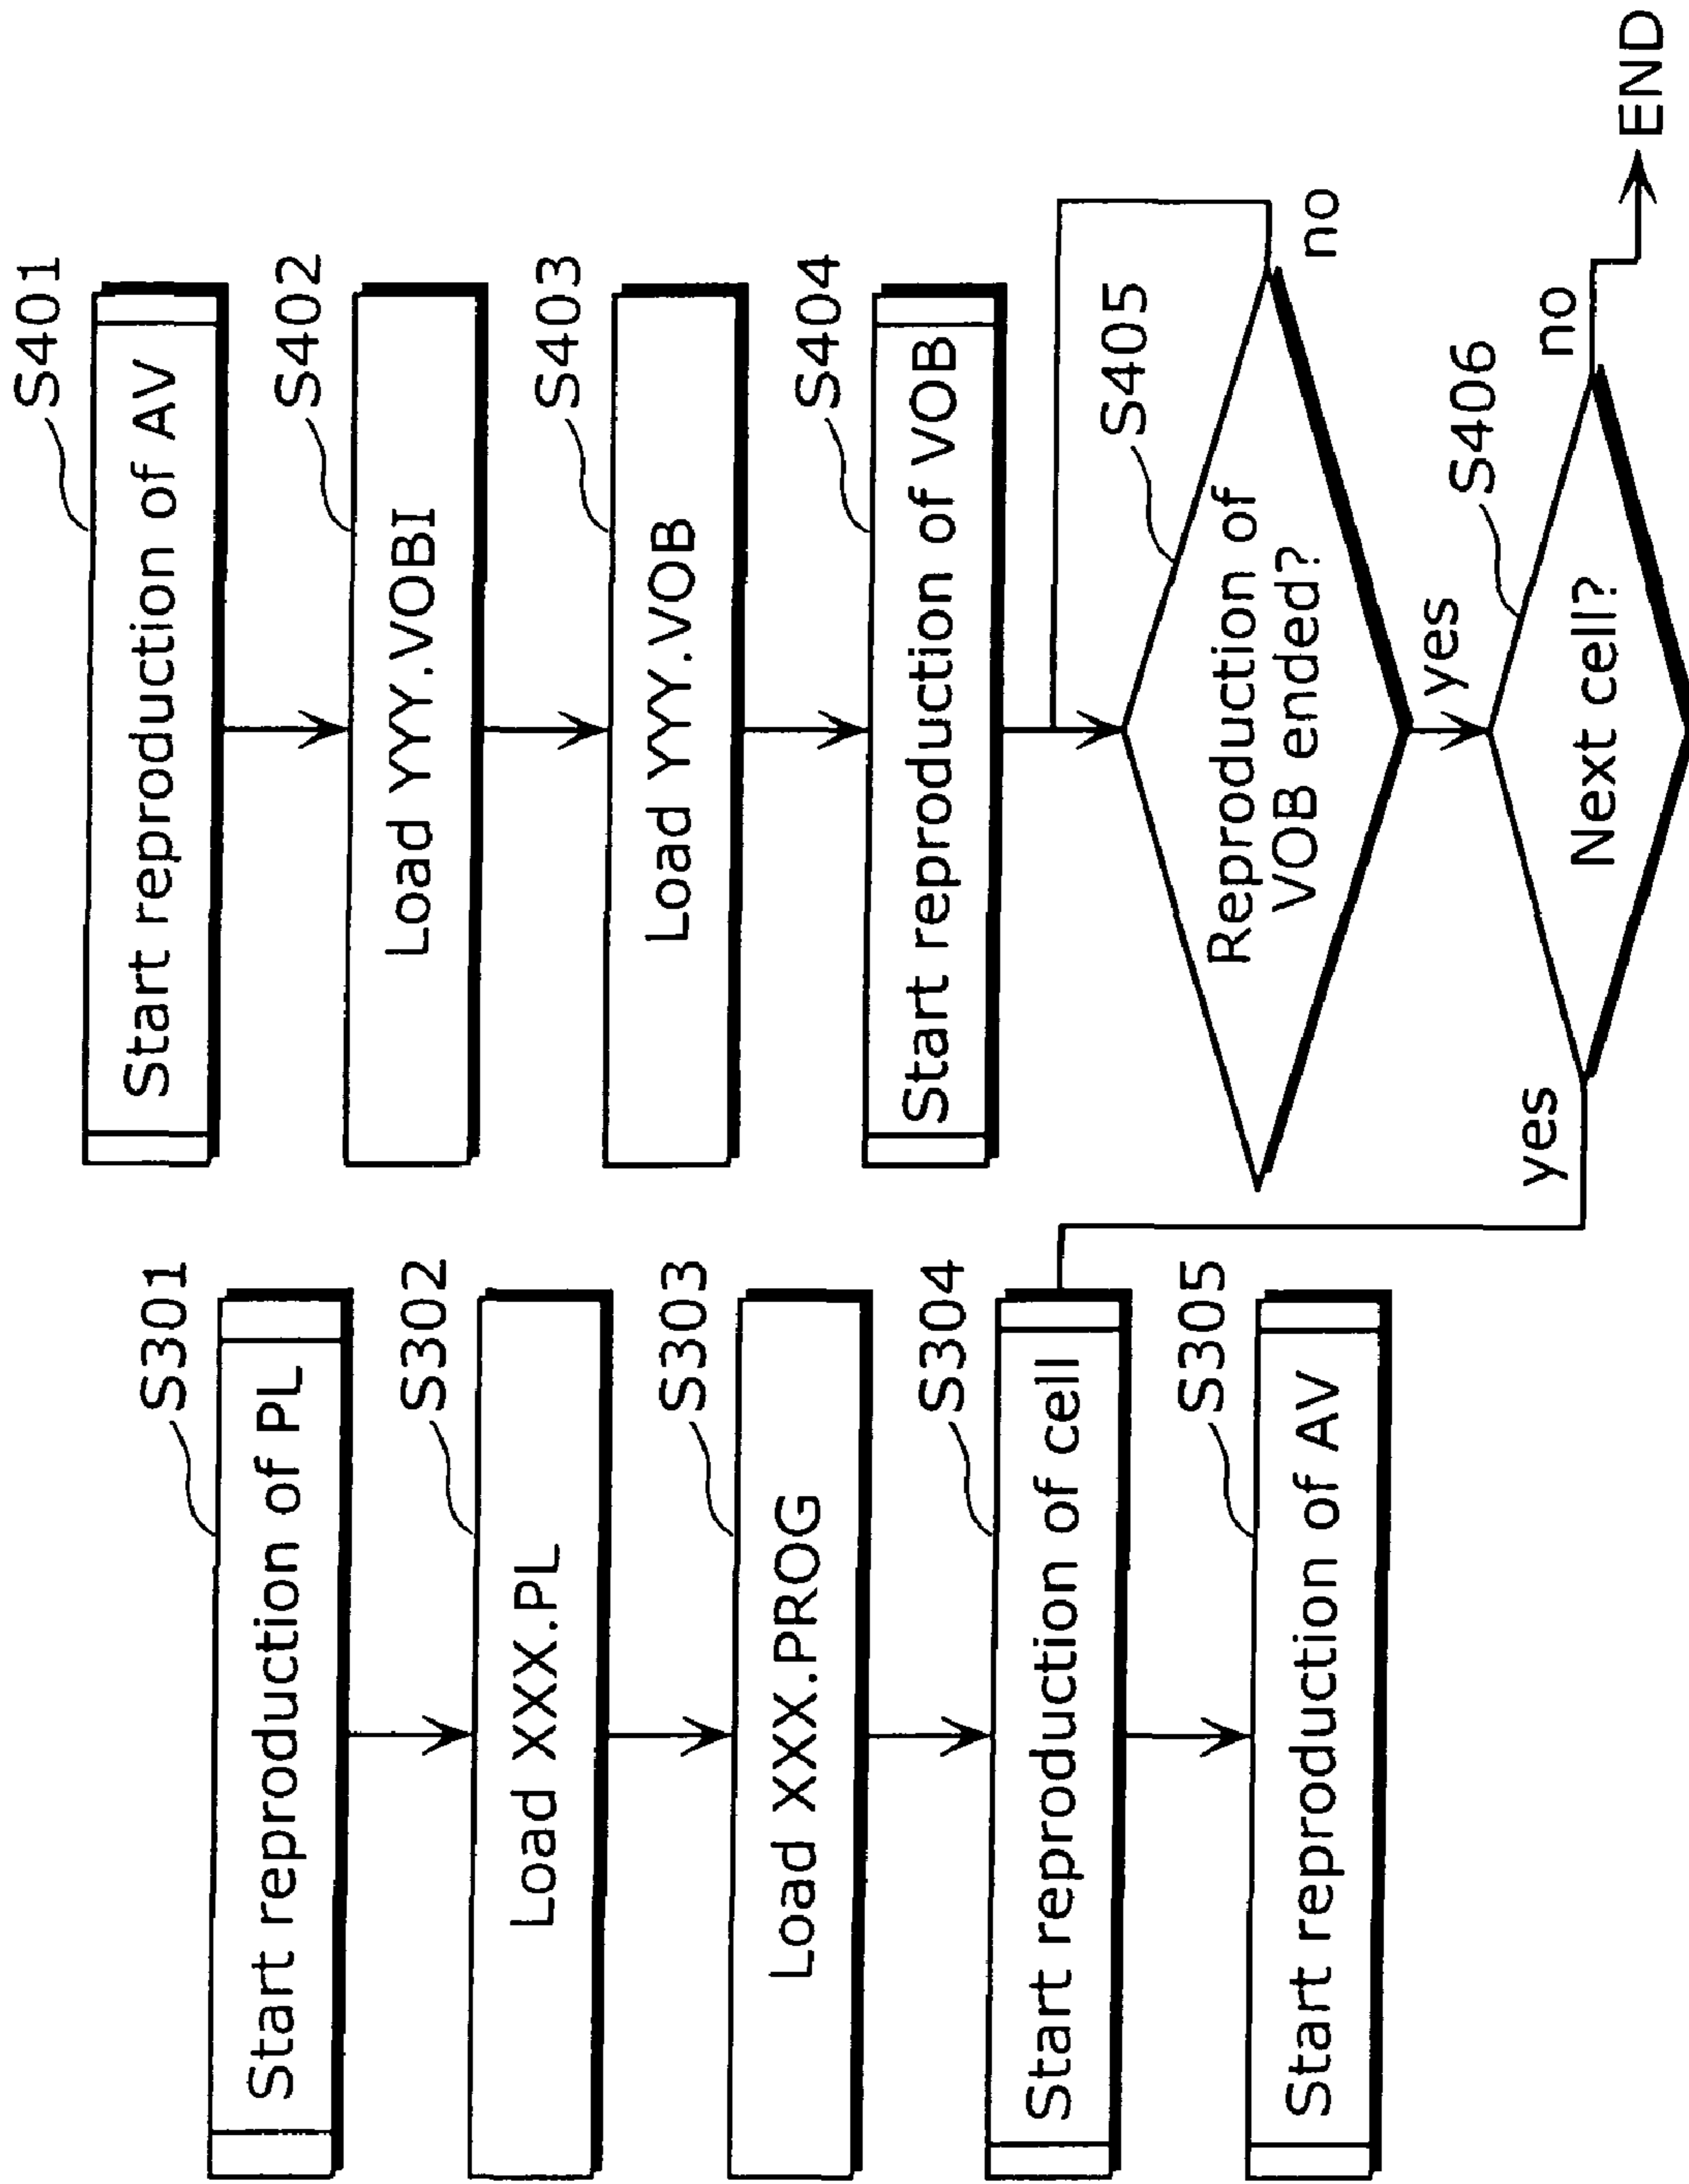 S301
Start reproduction of PL
S302
Load XXX.PL
S303
Load XXX.PROG
S304
Start reproduction of cell
S305
Start reproduction of AV
S401
Start reproduction of AV
S402
Load YYY.VOBI
S403
Load YYY.VOB
S404
Start reproduction of VOB
S405
Reproduction of
VOB ended?
no
yes
S406
Next cell?
yes
no
END